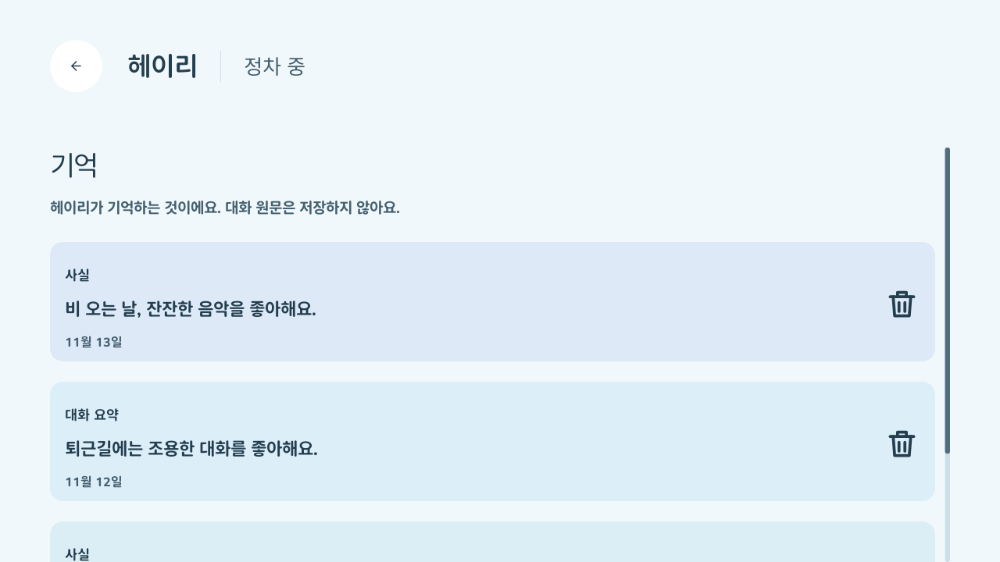 헤이리
정차 중
기억
헤이리가 기억하는 것이에요. 대화 원문은 저장하지 않아요.
사실
비 오는 날, 잔잔한 음악을 좋아해요.
11월 13일
대화 요약
퇴근길에는 조용한 대화를 좋아해요.
11월 12일
사실